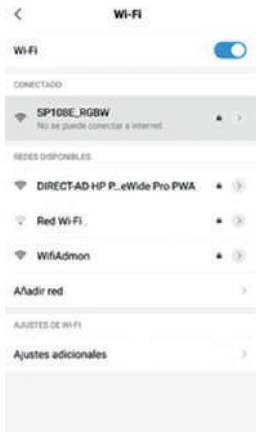 Wi-Fi
Wi-Fi
CONECTADO
SP108E_RGBW
No se puede conectar a internet
REDES DISPONIBLES
DIRECT-AD-HP P...eWide Pro PWA
Red Wi-Fi
WifiAdmon
Añadir red
AJUSTES DE WI-FI
Ajustes adicionales